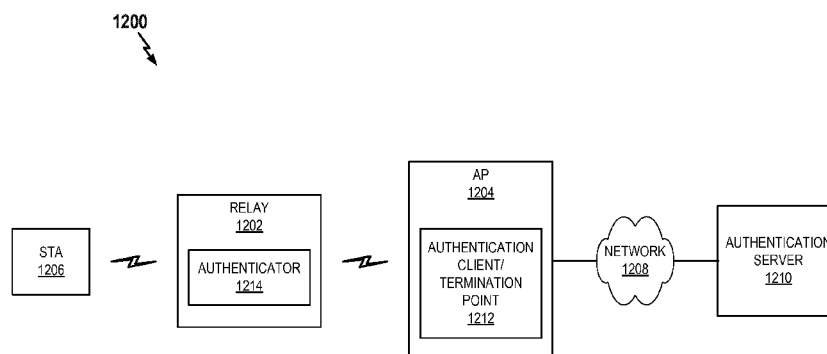 1200
STA
1206
RELAY
1202
AUTHENTICATOR
1214
AP
1204
AUTHENTICATION
CLIENT/
TERMINATION
POINT
1212
NETWORK
1208
AUTHENTICATION
SERVER
1210